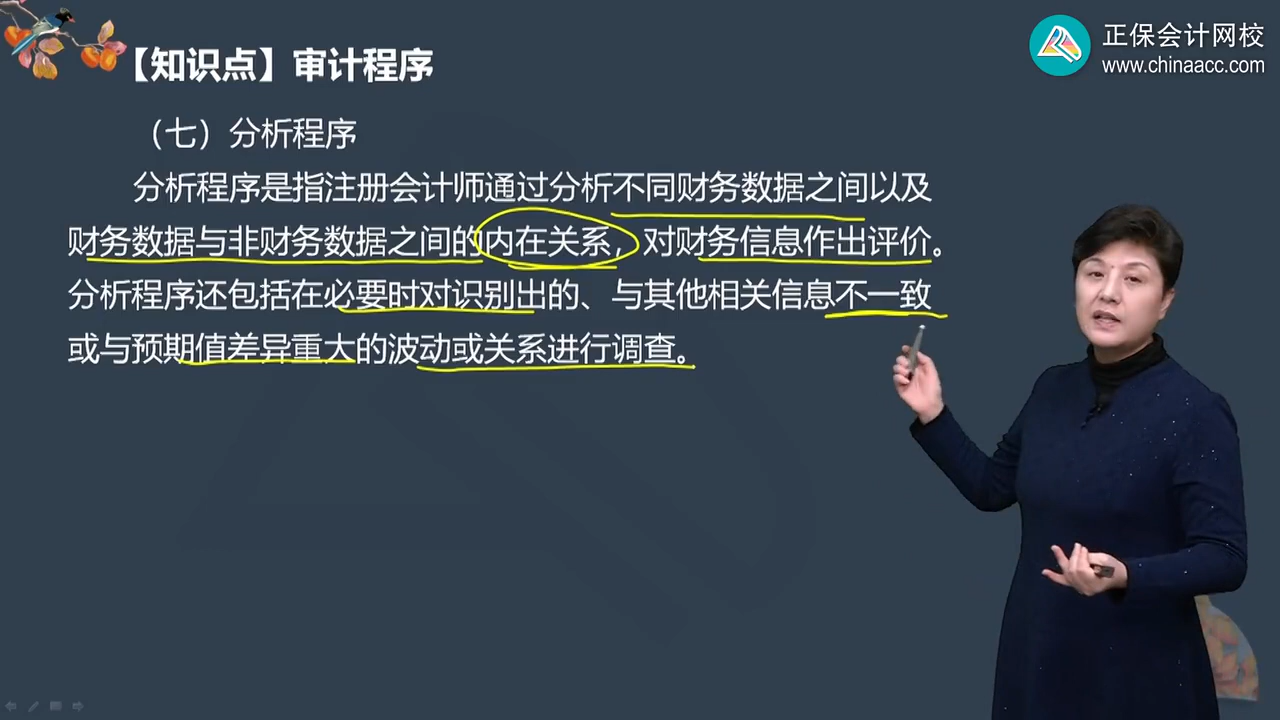 正保会计网校
www.chinaacc.com
【知识点】审计程序
（七）分析程序
分析程序是指注册会计师通过分析不同财务数据之间以及
财务数据与非财务数据之间的内在关系，对财务信息作出评价。
分析程序还包括在必要时对识别出的、与其他相关信息不一致
或与预期值差异重大的波动或关系进行调查。